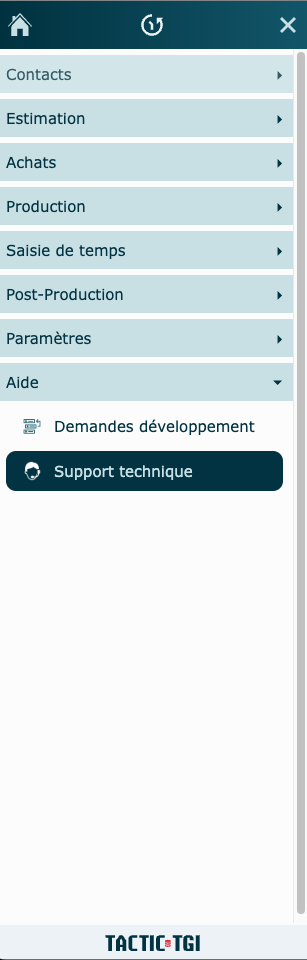 Contacts
Estimation
Achats
Production
Saisie de temps
Post-Production
Paramètres
Aide
Demandes développement
Support technique
TACTIC TGI